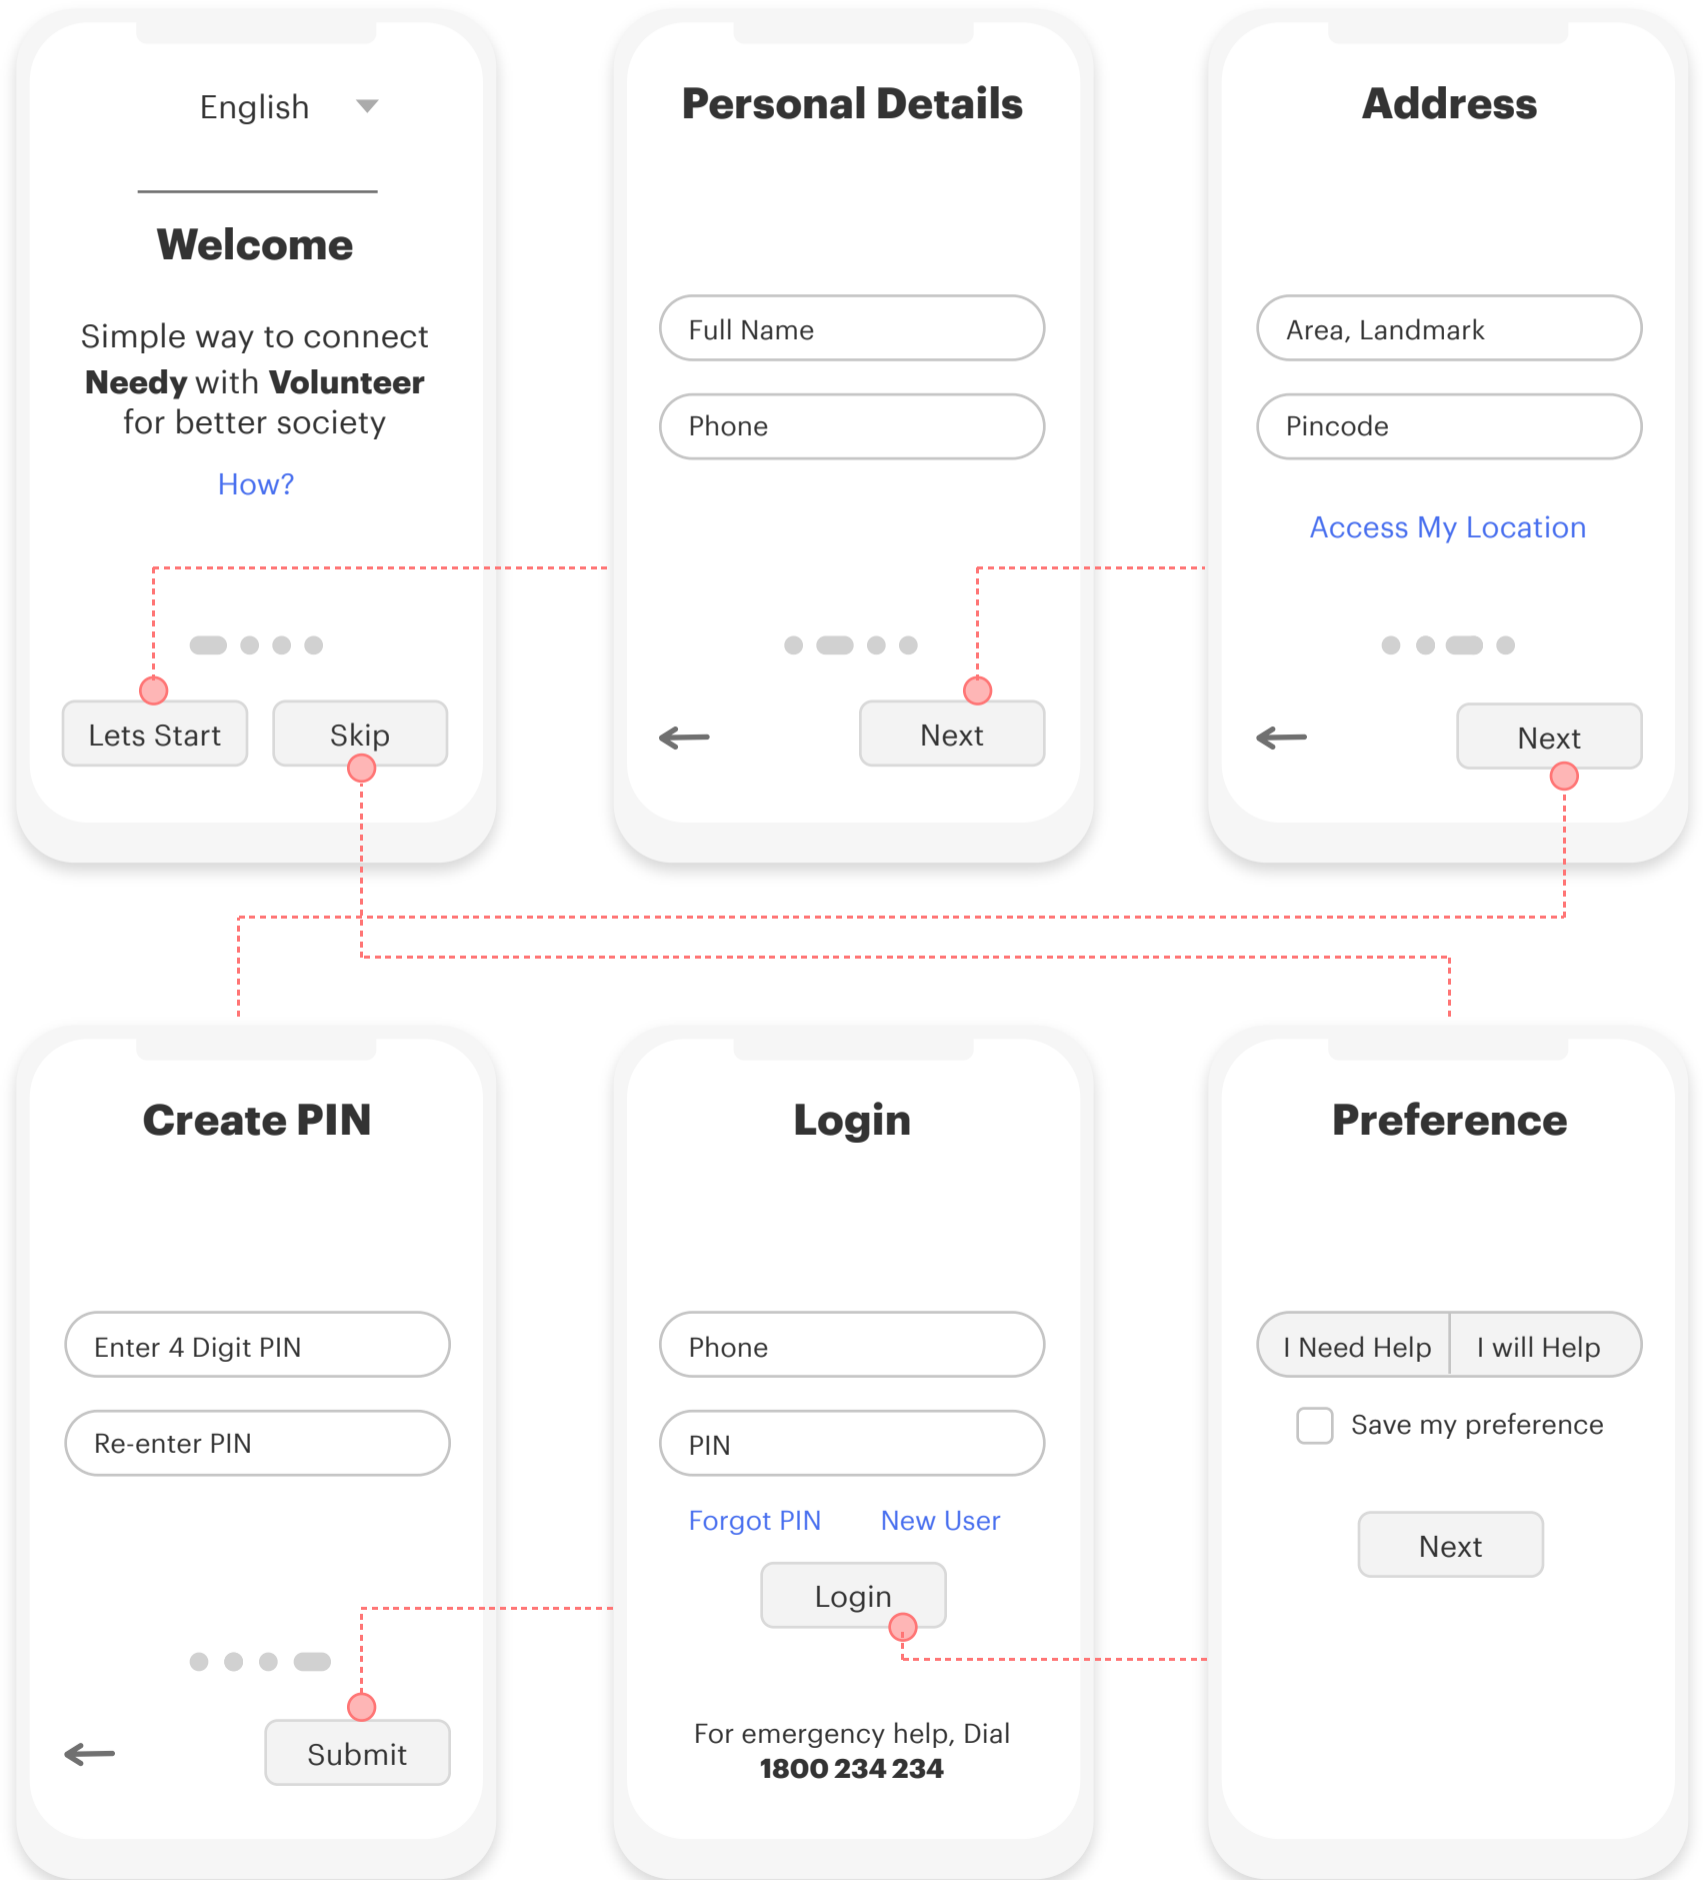 English
Welcome
Simple way to connect
Needy with Volunteer
for better society
How?
Lets Start
Skip
Personal Details
Full Name
Phone
Next
Address
Area, Landmark
Pincode
Access My Location
Next
Create PIN
Enter 4 Digit PIN
Re-enter PIN
Submit
Login
Phone
PIN
Forgot PIN
New User
Login
For emergency help, Dial
1800 234 234
Preference
I Need Help
I will Help
Save my preference
Next